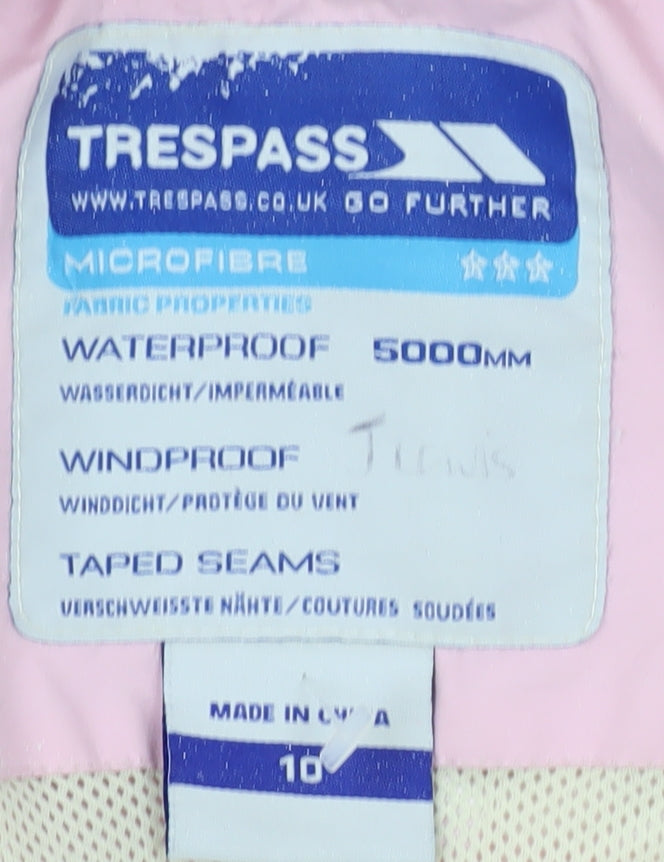 TRESPASS
WWW.TRESPASS.CO.UK GO FURTHER
MICROFIBRE
FABRIC PROPERTIES
WATERPROOF 5000MM
WASSERDICHT/IMPERMÉABLE
WINDPROOF
WINDDICHT/PROTÈGE DU VENT
TAPED SEAMS
VERSCHWEISSTE NÄHTE/COUTURES SOUDÉES
MADE IN
10